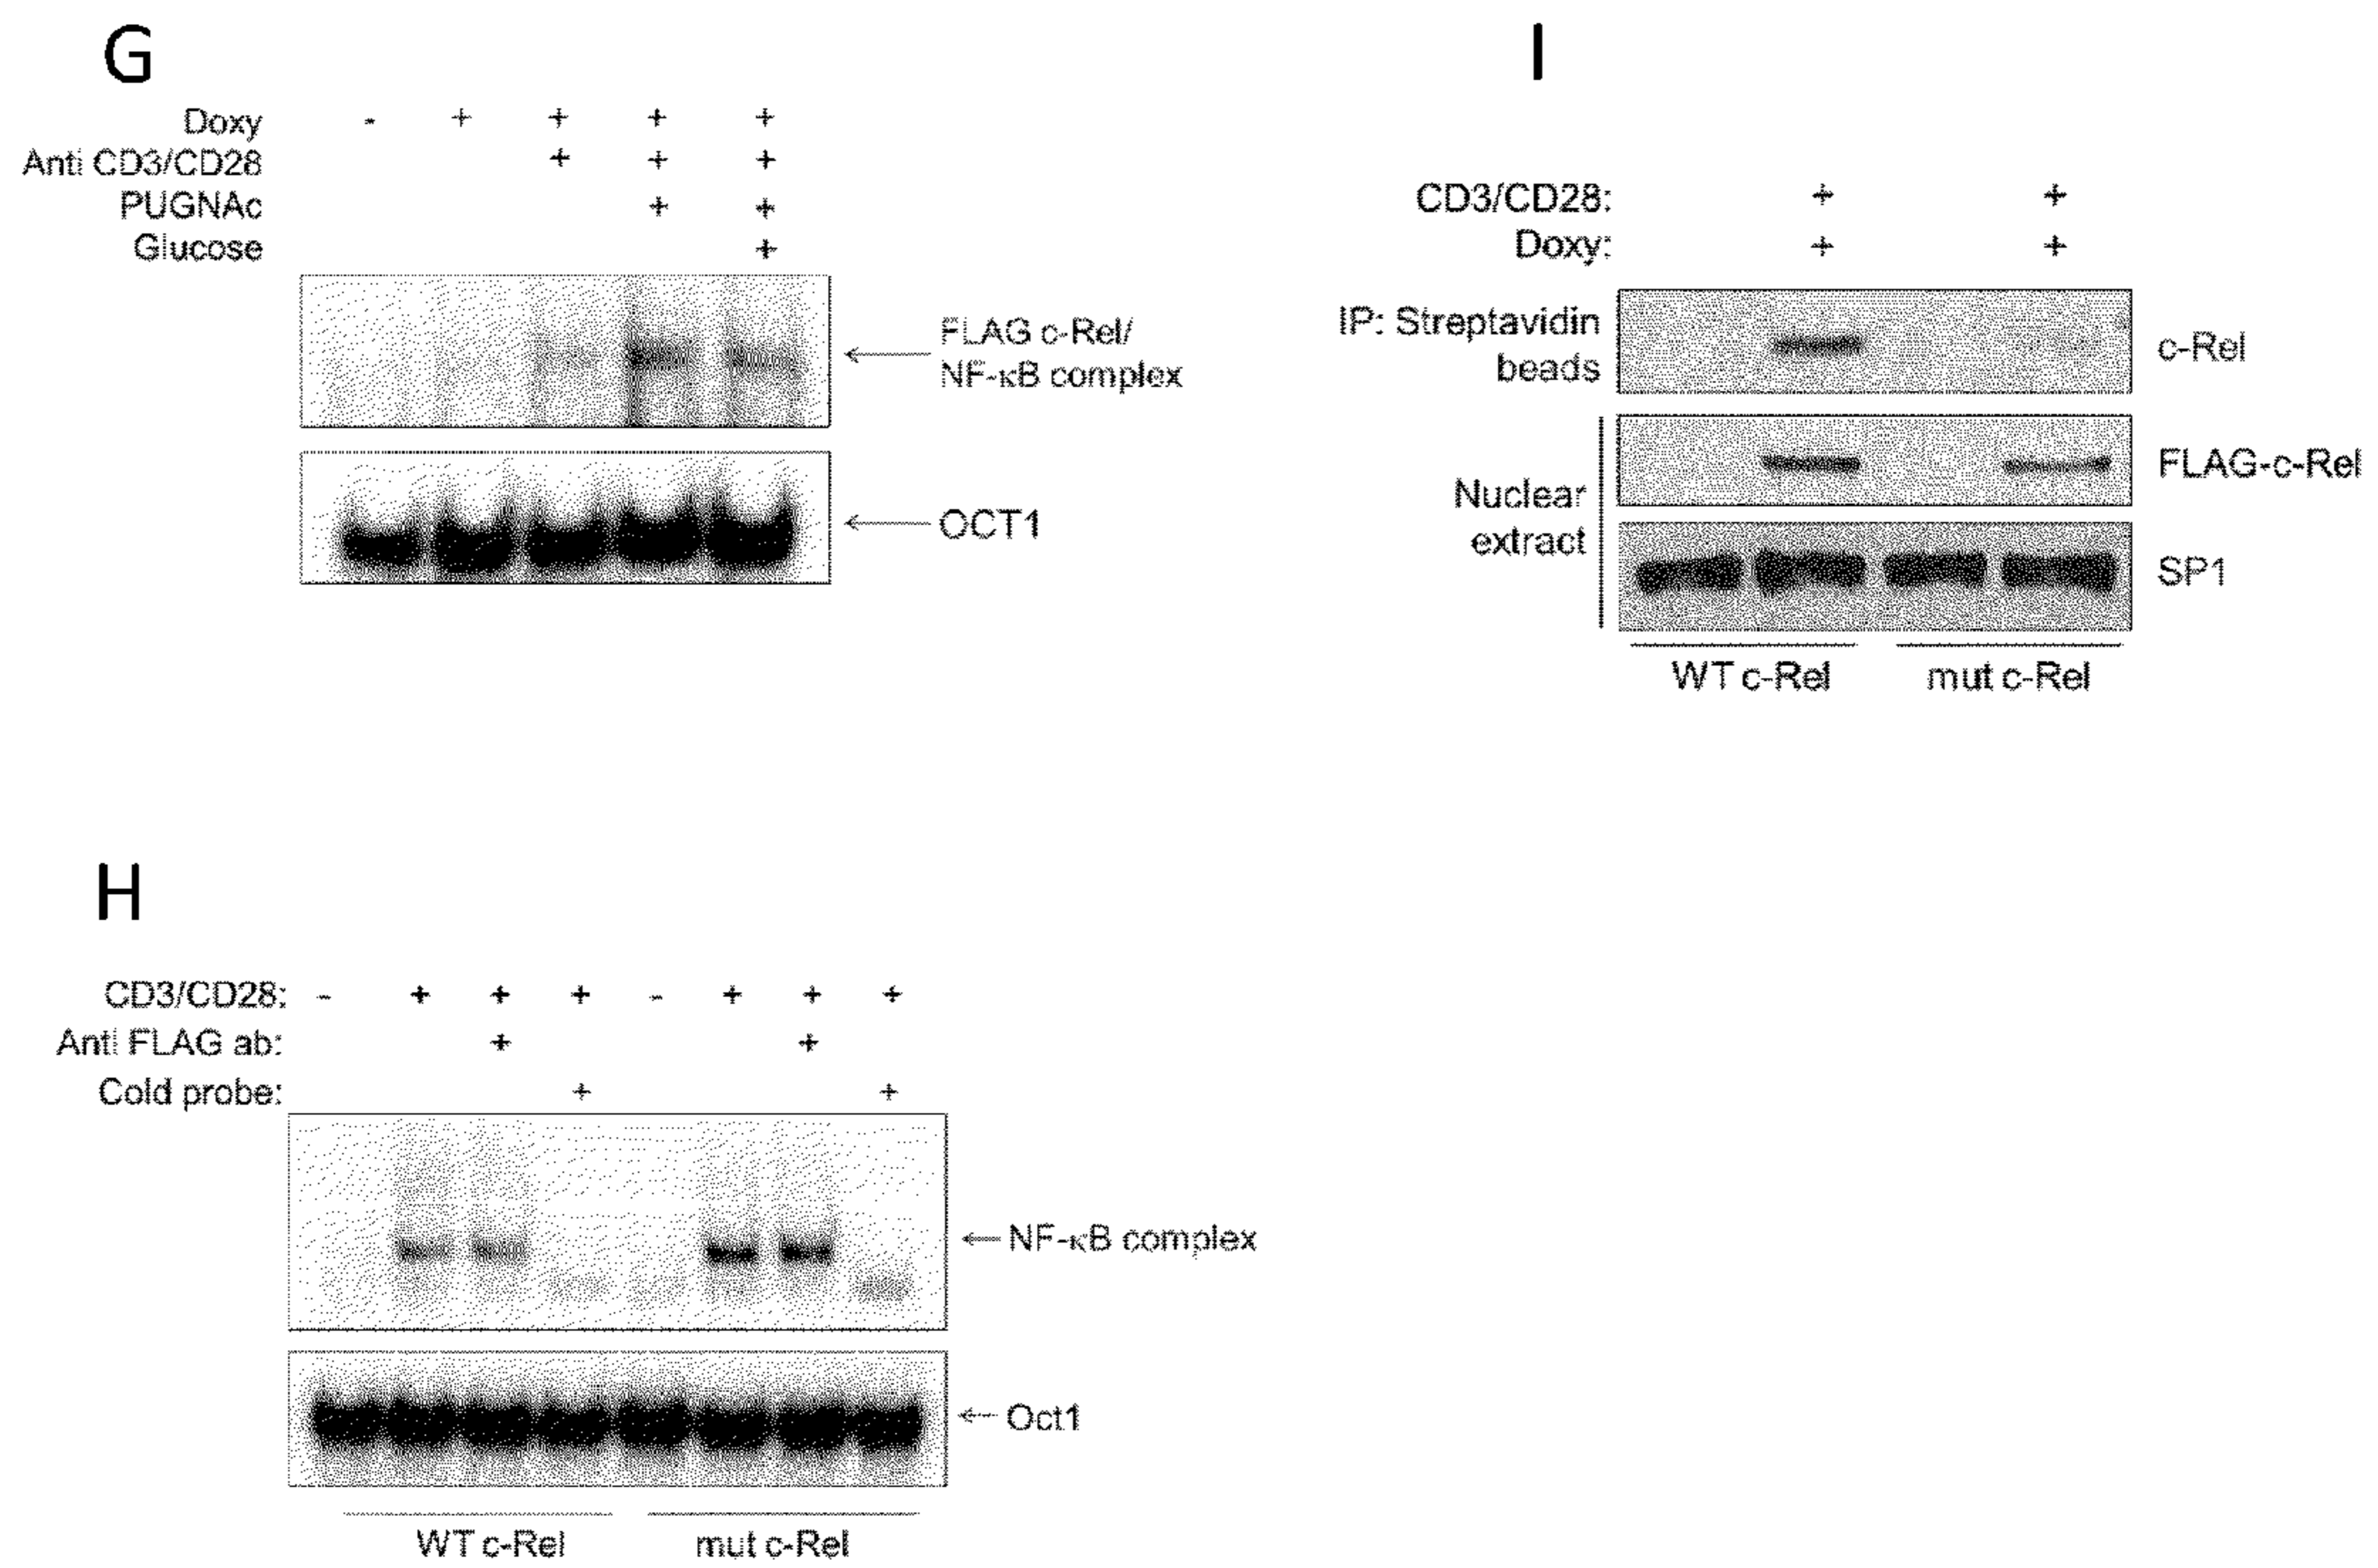 G
Doxy - + + + +
Anti CD3/CD28 + + +
PUGNAc + +
Glucose +
FLAG c-Rel/
NF-κB complex
OCT1
I
CD3/CD28: + +
Doxy: + +
IP: Streptavidin
beads
c-Rel
Nuclear
extract
FLAG-c-Rel
SP1
WT c-Rel mut c-Rel
H
CD3/CD28: - + + + - + + +
Anti FLAG ab: + +
Cold probe: + +
NF-κB complex
Oct1
WT c-Rel mut c-Rel